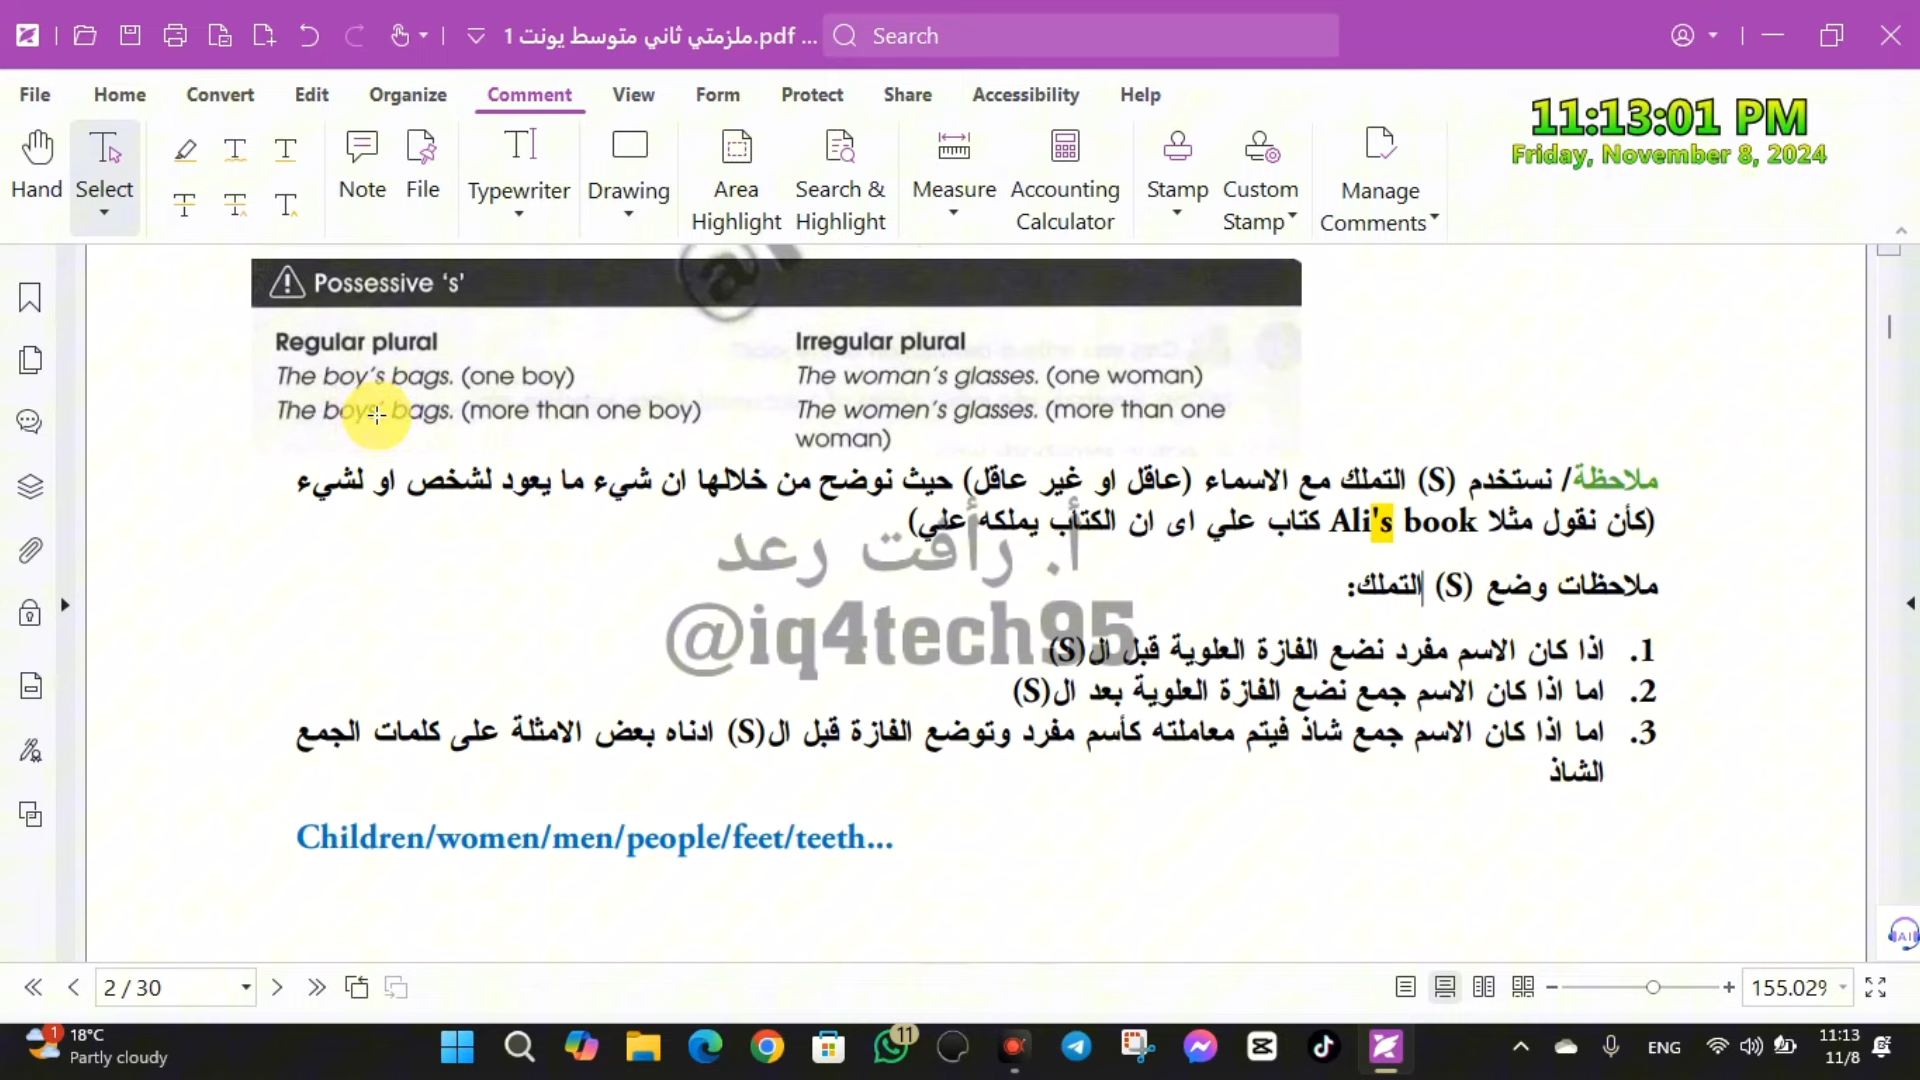 ملزمتي ثاني متوسط يونت 1.pdf ...
Search
File Home Convert Edit Organize Comment View Form Protect Share Accessibility Help
11:13:01 PM
Friday, November 8, 2024
Hand Select Note File Typewriter Drawing Area Highlight Search & Highlight Measure Accounting Calculator Stamp Custom Stamp Manage Comments
Possessive ‘s’
Regular plural
The boy’s bags. (one boy)
The boys’ bags. (more than one boy)
Irregular plural
The woman’s glasses. (one woman)
The women’s glasses. (more than one
woman)
ملاحظة/ نستخدم (S) التملك مع الاسماء (عاقل او غير عاقل) حيث نوضح من خلالها ان شيء ما يعود لشخص او لشيء
(كأن نقول مثلا Ali's book كتاب علي اى ان الكتاب يملكه علي)
أ. رأفت رعد
@iq4tech95
ملاحظات وضع (S) التملك:
1. اذا كان الاسم مفرد نضع الفازة العلوية قبل ال(S)
2. اما اذا كان الاسم جمع نضع الفازة العلوية بعد ال(S)
3. اما اذا كان الاسم جمع شاذ فيتم معاملته كأسم مفرد وتوضع الفازة قبل ال(S) ادناه بعض الامثلة على كلمات الجمع
الشاذ
Children/women/men/people/feet/teeth...
AI
2 / 30
155.029
1
18°C
Partly cloudy
11
ENG
11:13
11/8